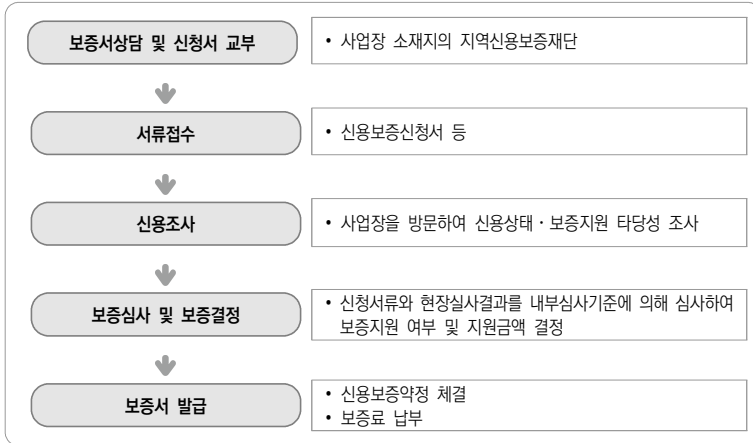 보증서상담 및 신청서 교부
• 사업장 소재지의 지역신용보증재단
서류접수
• 신용보증신청서 등
신용조사
• 사업장을 방문하여 신용상태 · 보증지원 타당성 조사
보증심사 및 보증결정
• 신청서류와 현장실사결과를 내부심사기준에 의해 심사하여
보증지원 여부 및 지원금액 결정
보증서 발급
• 신용보증약정 체결
• 보증료 납부